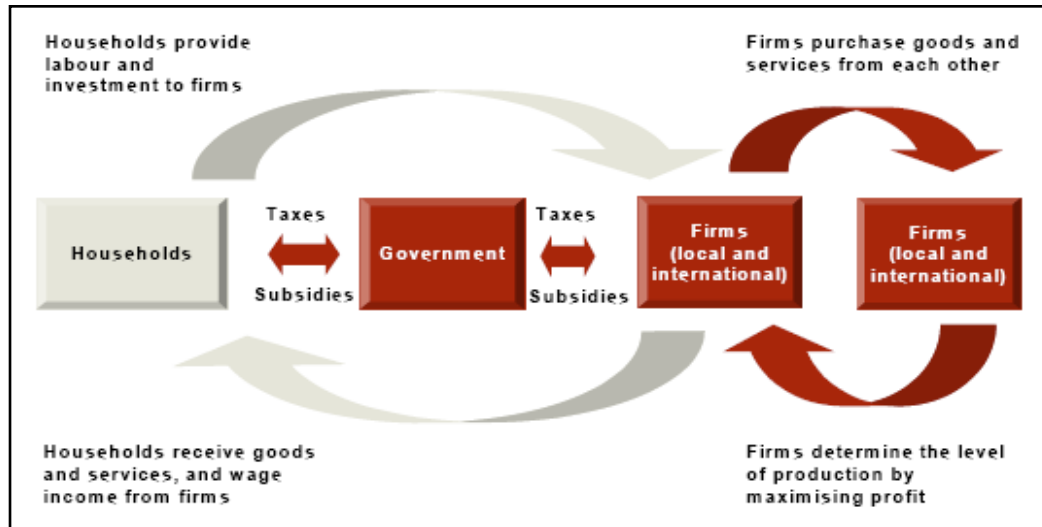 Households provide
labour and
investment to firms
Firms purchase goods and
services from each other
Households
Taxes
Subsidies
Government
Taxes
Subsidies
Firms
(local and
international)
Firms
(local and
international)
Households receive goods
and services, and wage
income from firms
Firms determine the level
of production by
maximising profit